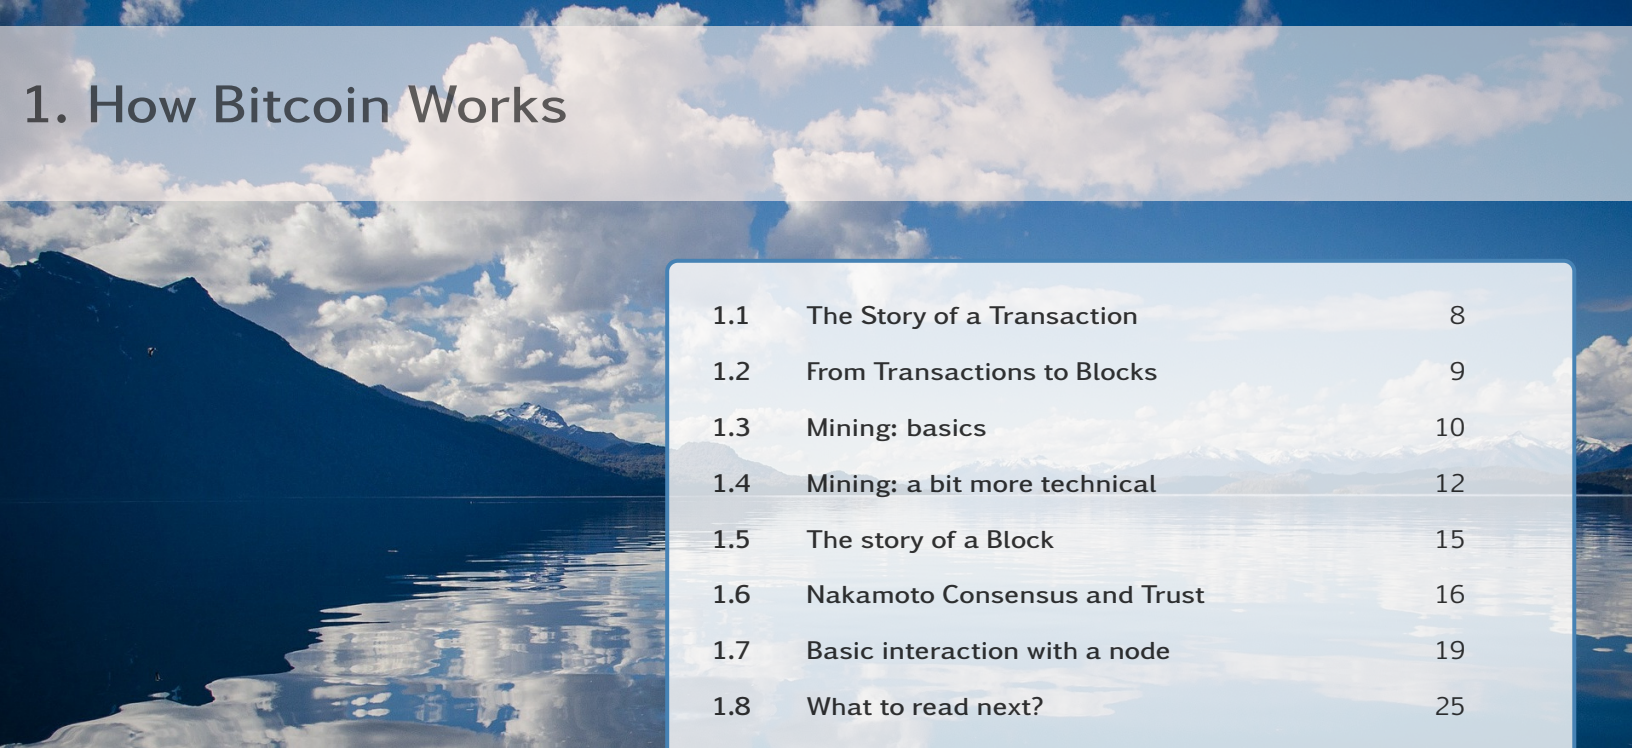 1. How Bitcoin Works
1.1 The Story of a Transaction 8
1.2 From Transactions to Blocks 9
1.3 Mining: basics 10
1.4 Mining: a bit more technical 12
1.5 The story of a Block 15
1.6 Nakamoto Consensus and Trust 16
1.7 Basic interaction with a node 19
1.8 What to read next? 25